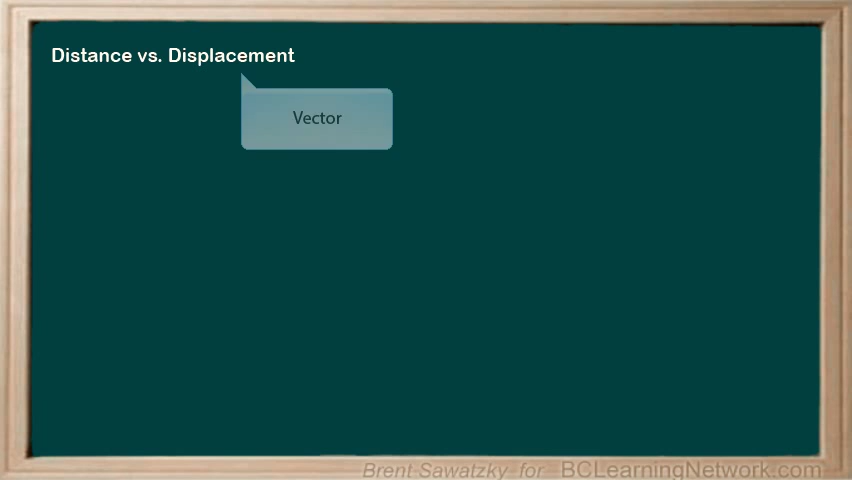 Distance vs. Displacement
Vector
Brent Sawatzky for BCLearningNetwork.com